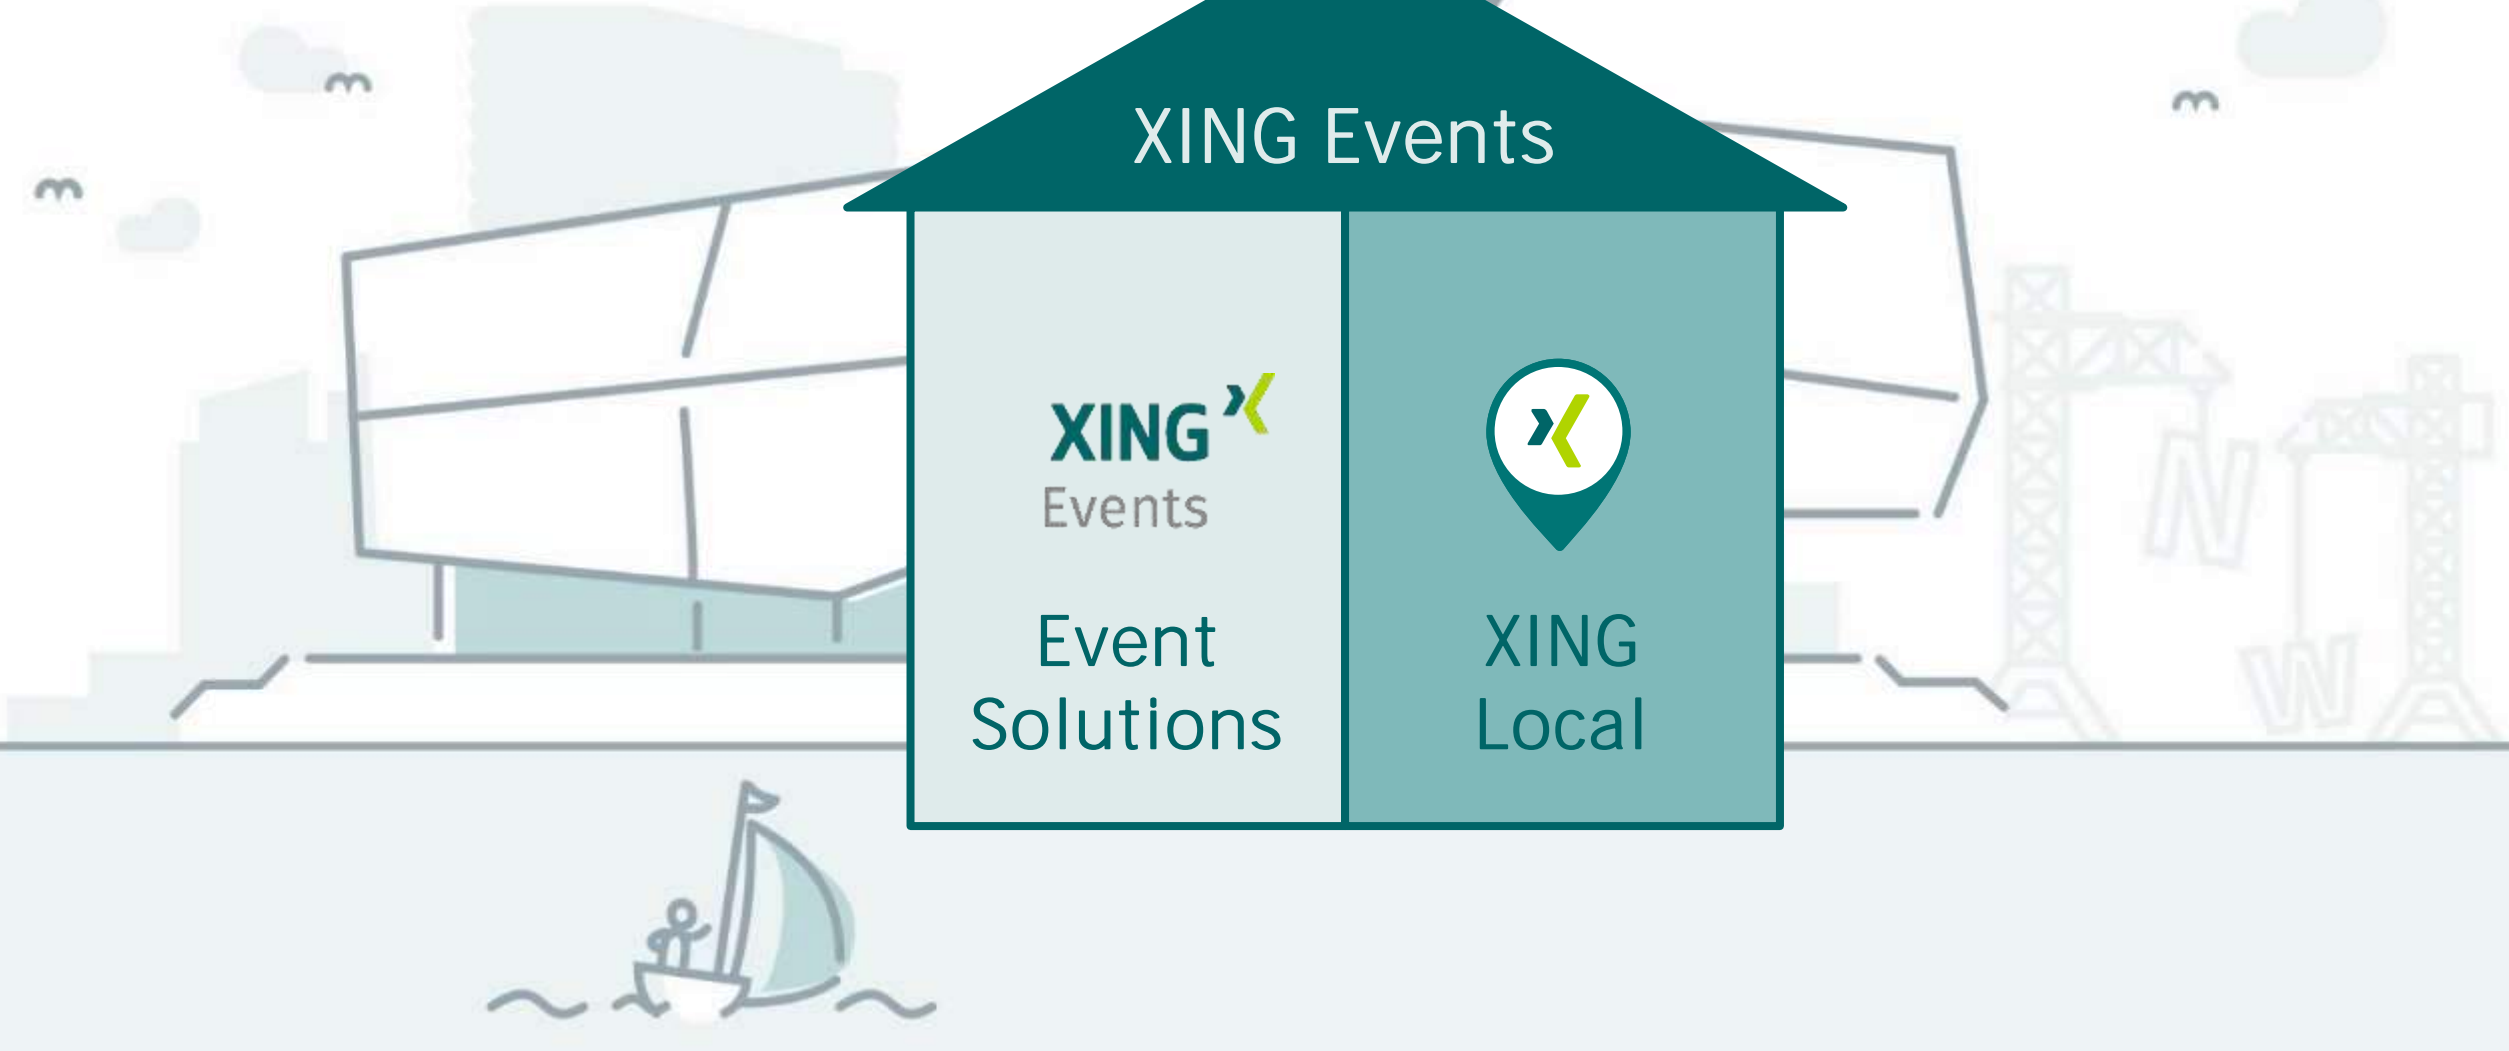 XING Events
XING
Events
Event
Solutions
XING
Local
N
W